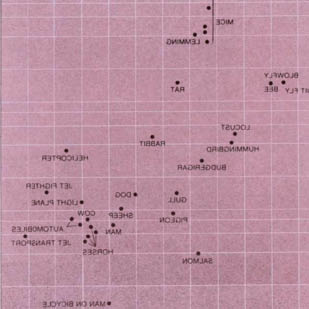 MICE
LEMMING
BLOWFLY
RAT
BEE
LOCUST
RABBIT
HUMMINGBIRD
HELICOPTER
BUDGERIGAR
JET FIGHTER
DOG
GULL
LIGHT PLANE
COW
SHEEP
PIGEON
AUTOMOBILES
MAN
JET TRANSPORT
HORSES
SALMON
MAN ON BICYCLE